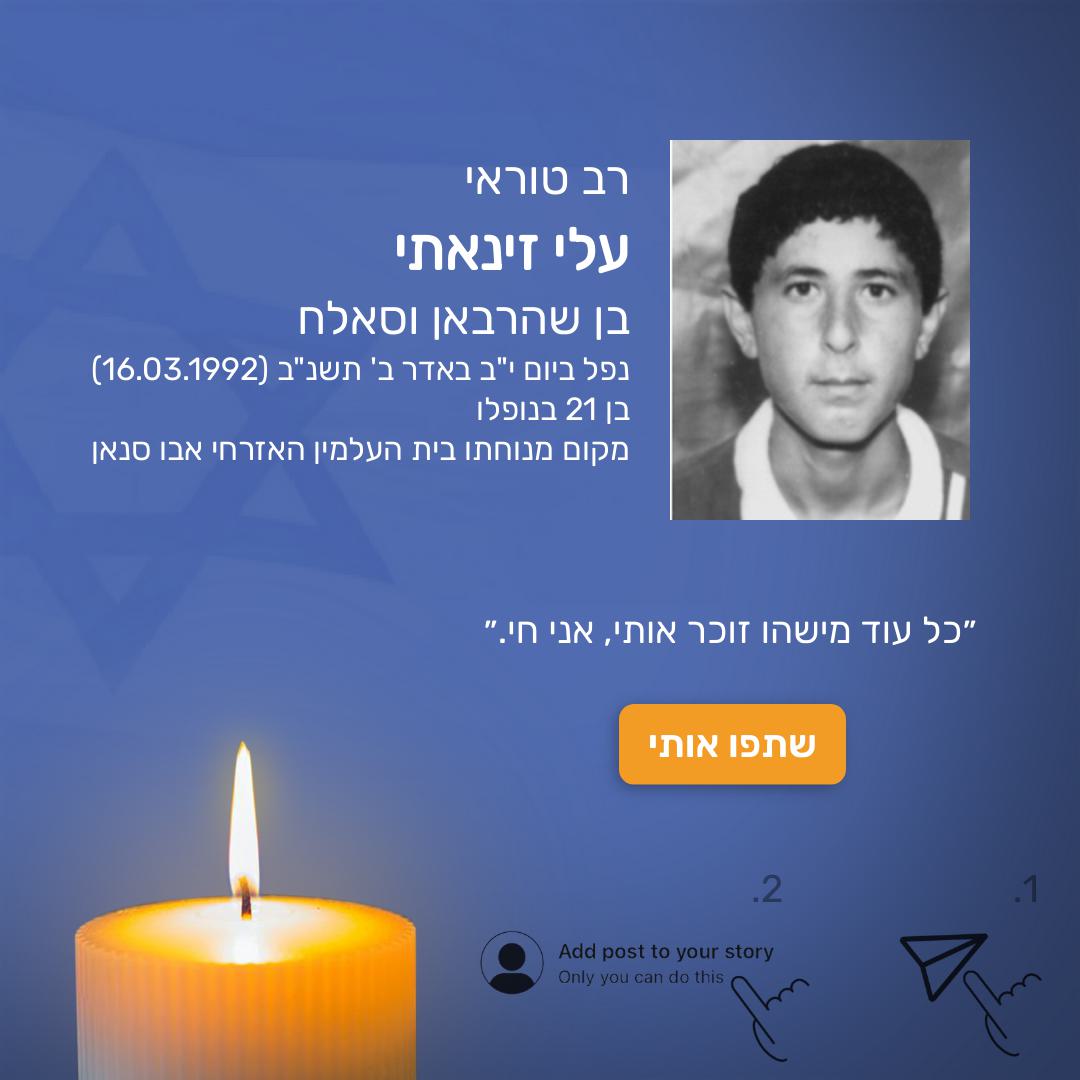 רב טוראי
עלי זינאתי
בן שהרבאן וסאלח
נפל ביום י"ב באדר ב' תשנ"ב (16.03.1992)
בן 21 בנופלו
מקום מנוחתו בית העלמין האזרחי אבו סנאן
״כל עוד מישהו זוכר אותי, אני חי.״
שתפו אותי
1.
2.
Add post to your story
Only you can do this